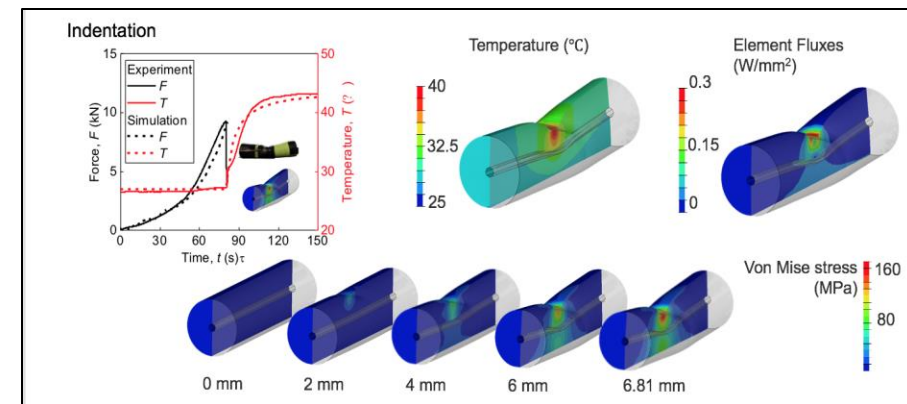 Indentation
15
10
5
0
Force, F (kN)
Experiment
F
T
Simulation
F
T
50
40
30
20
Temperature, T (?
0 30 60 90 120 150
Time, t (s)τ
Temperature (℃)
40
32.5
25
Element Fluxes
(W/mm²)
0.3
0.15
0
Von Mise stress
(MPa)
160
80
0 mm
2 mm
4 mm
6 mm
6.81 mm